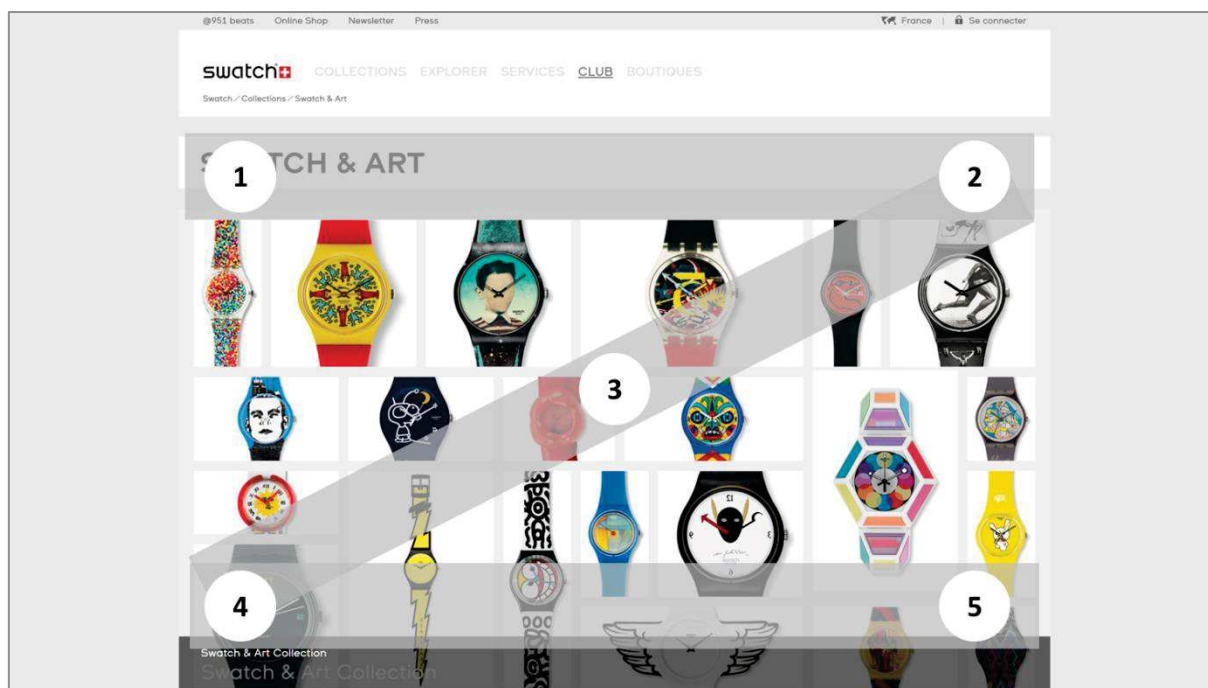 @951 beats Online Shop Newsletter Press France | Se connecter
swatch COLLECTIONS EXPLORER SERVICES CLUB BOUTIQUES
Swatch / Collections / Swatch & Art
SWATCH & ART
1
2
3
4
5
Swatch & Art Collection
Swatch & Art Collection